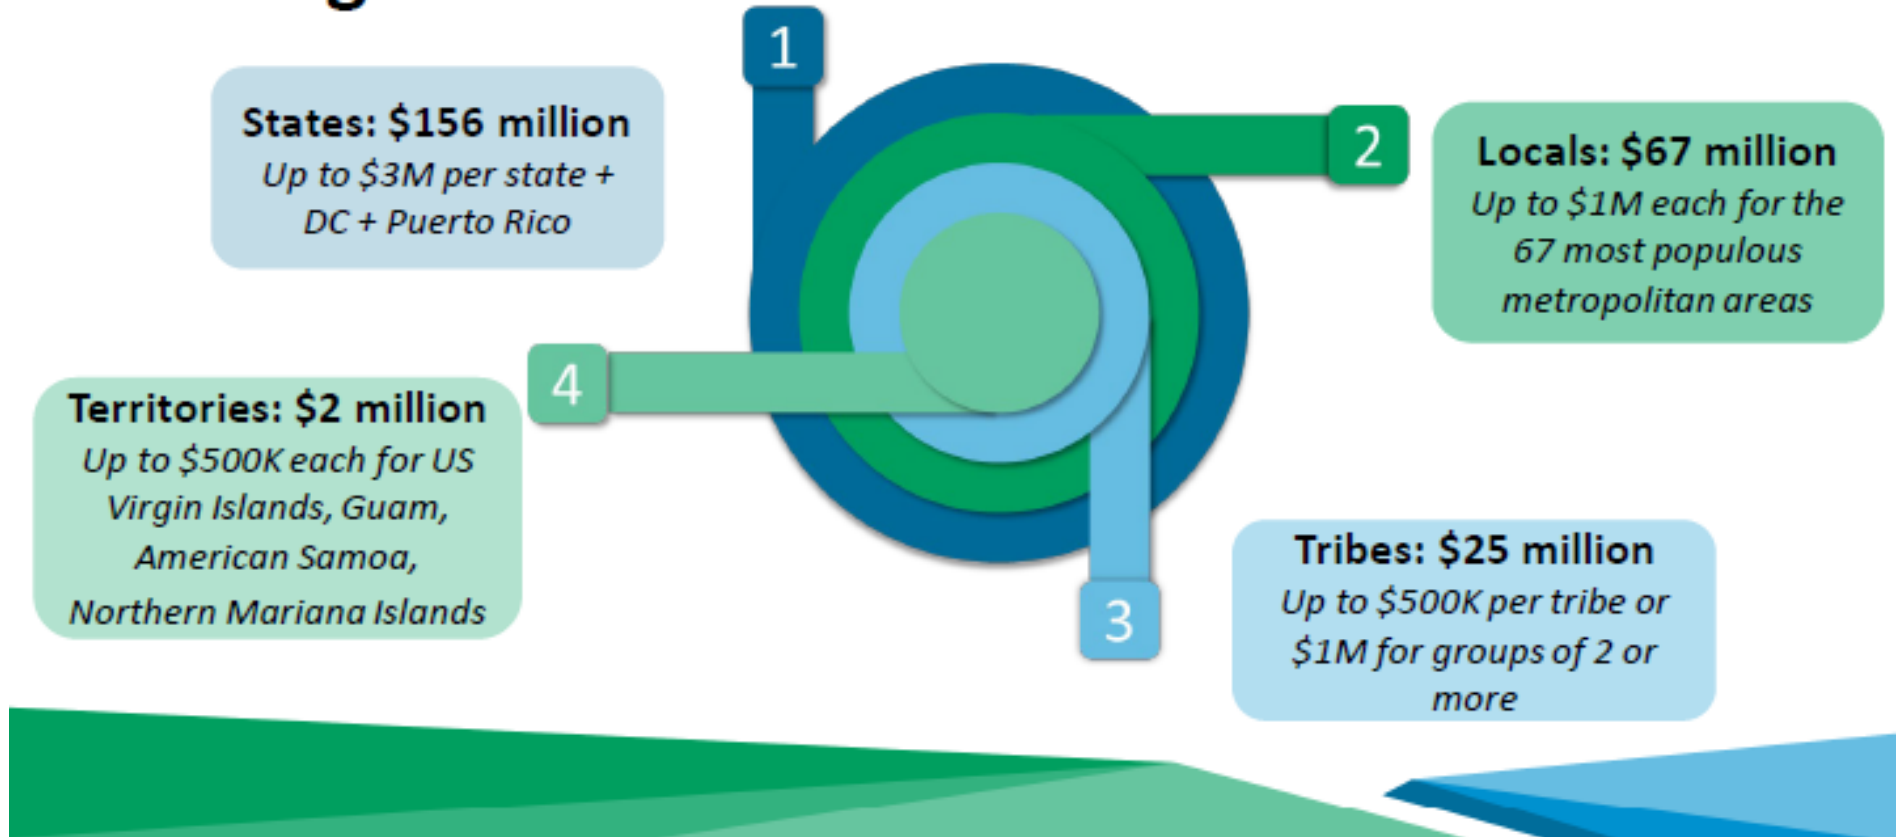 1
States: $156 million
Up to $3M per state +
DC + Puerto Rico
2
Locals: $67 million
Up to $1M each for the
67 most populous
metropolitan areas
4
Territories: $2 million
Up to $500K each for US
Virgin Islands, Guam,
American Samoa,
Northern Mariana Islands
3
Tribes: $25 million
Up to $500K per tribe or
$1M for groups of 2 or
more